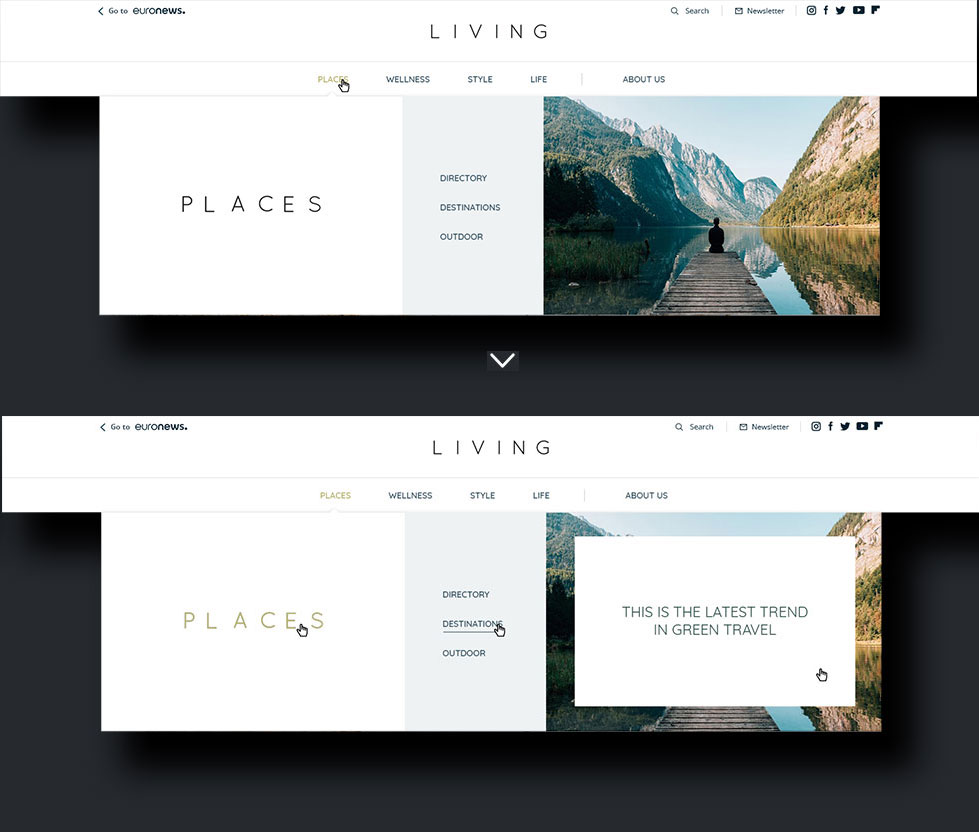 Go to euronews.
Search
Newsletter
LIVING
PLACES WELLNESS STYLE LIFE ABOUT US
PLACES
DIRECTORY
DESTINATIONS
OUTDOOR
Go to euronews.
Search
Newsletter
LIVING
PLACES WELLNESS STYLE LIFE ABOUT US
PLACES
DIRECTORY
DESTINATIONS
OUTDOOR
THIS IS THE LATEST TREND
IN GREEN TRAVEL